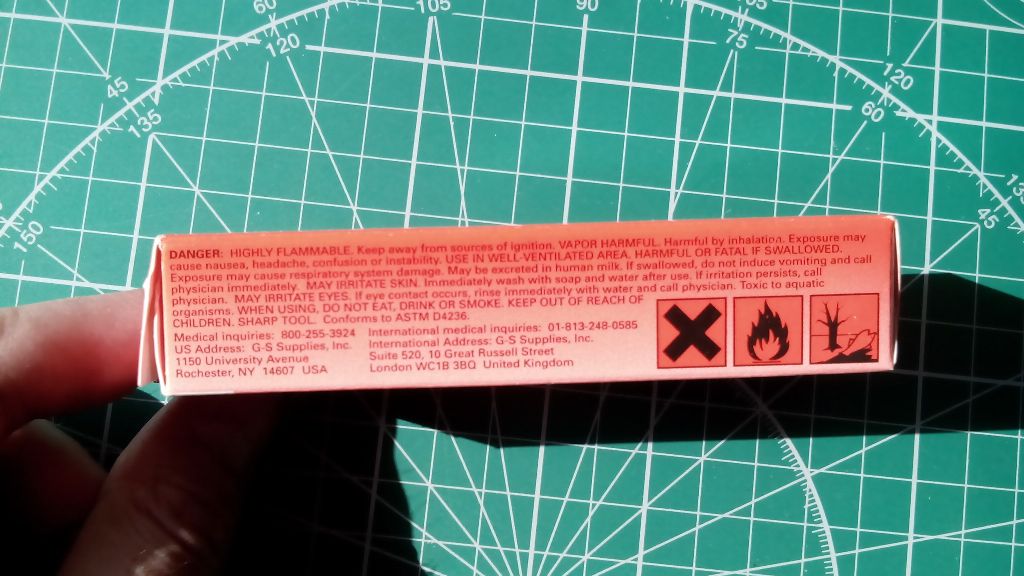 60
105
90
105
120
75
120
45
135
60
135
150
45
DANGER: HIGHLY FLAMMABLE. Keep away from sources of ignition. VAPOR HARMFUL. Harmful by inhalation. Exposure may
cause nausea, headache, confusion or instability. USE IN WELL-VENTILATED AREA. HARMFUL OR FATAL IF SWALLOWED.
Exposure may cause respiratory system damage. May be excreted in human milk. If swallowed, do not induce vomiting and call
physician immediately. MAY IRRITATE SKIN. Immediately wash with soap and water after use. If irritation persists, call
physician. MAY IRRITATE EYES. If eye contact occurs, rinse immediately with water and call physician. Toxic to aquatic
organisms. WHEN USING, DO NOT EAT, DRINK OR SMOKE. KEEP OUT OF REACH OF
CHILDREN. SHARP TOOL. Conforms to ASTM D4236.
Medical inquiries: 800-255-3924
US Address: G-S Supplies, Inc.
1150 University Avenue
Rochester, NY 14607 USA
International medical inquiries: 01-813-248-0585
International Address: G-S Supplies, Inc.
Suite 520, 10 Great Russell Street
London WC1B 3BQ United Kingdom